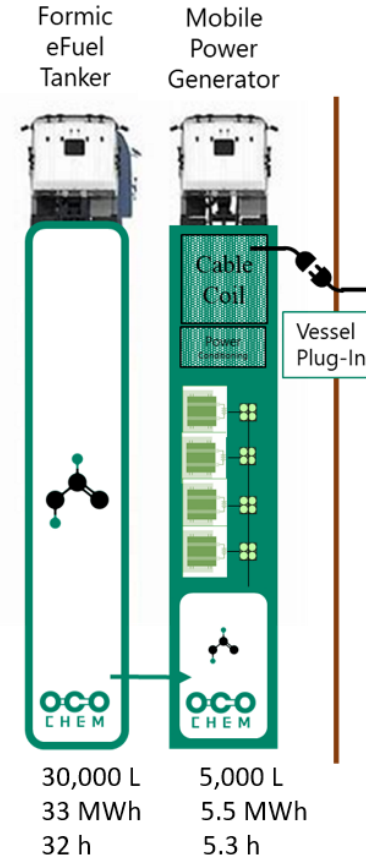 Formic
eFuel
Tanker
Mobile
Power
Generator
Cable
Coil
Power
Conditioning
Vessel
Plug-In
OCO
CHEM
OCO
CHEM
30,000 L
33 MWh
32 h
5,000 L
5.5 MWh
5.3 h